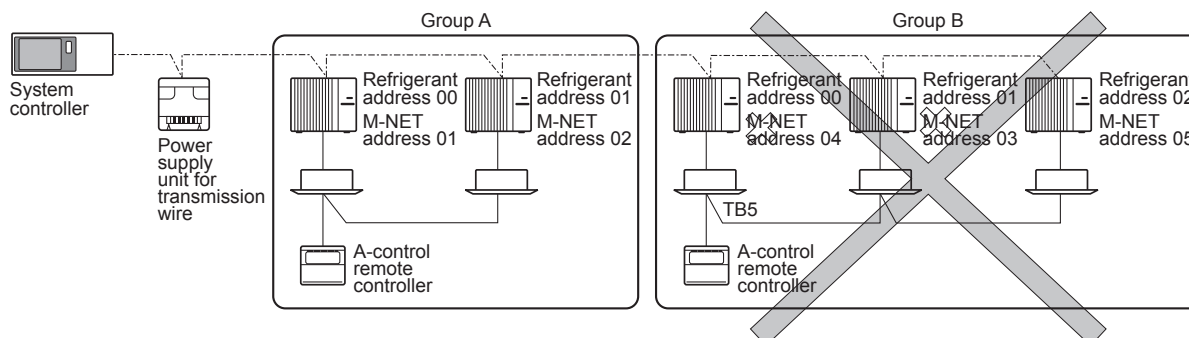 Group A
Group B
System
controller
Power
supply
unit for
transmission
wire
Refrigerant
address 00
M-NET
address 01
Refrigerant
address 01
M-NET
address 02
A-control
remote
controller
Refrigerant
address 00
M-NET
address 04
Refrigerant
address 01
M-NET
address 03
Refrigeran
address 02
M-NET
address 05
TB5
A-control
remote
controller